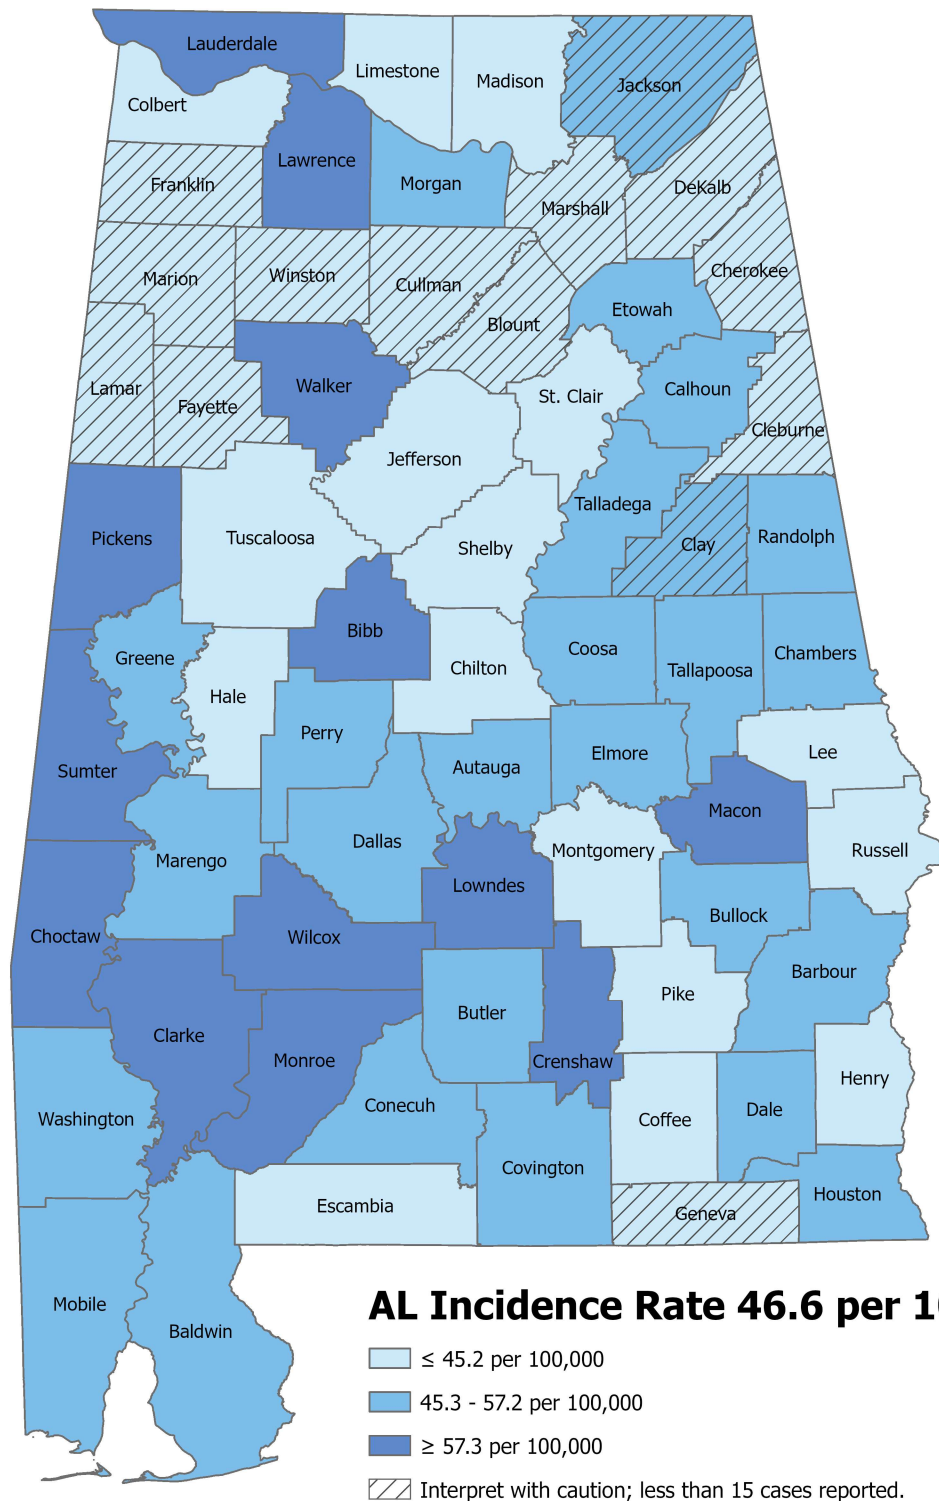 Lauderdale
Limestone
Madison
Jackson
Colbert
Lawrence
Morgan
Franklin
DeKalb
Marshall
Marion
Winston
Cullman
Cherokee
Blount
Etowah
Lamar
Fayette
Walker
St. Clair
Calhoun
Cleburne
Jefferson
Talladega
Pickens
Tuscaloosa
Shelby
Clay
Randolph
Bibb
Greene
Hale
Chilton
Coosa
Tallapoosa
Chambers
Perry
Sumter
Autauga
Elmore
Lee
Macon
Marengo
Dallas
Montgomery
Russell
Lowndes
Choctaw
Wilcox
Bullock
Barbour
Clarke
Monroe
Butler
Crenshaw
Pike
Henry
Washington
Conecuh
Coffee
Dale
Covington
Escambia
Geneva
Houston
Mobile
Baldwin
AL Incidence Rate 46.6 per
≤ 45.2 per 100,000
45.3 - 57.2 per 100,000
≥ 57.3 per 100,000
Interpret with caution; less than 15 cases reported.